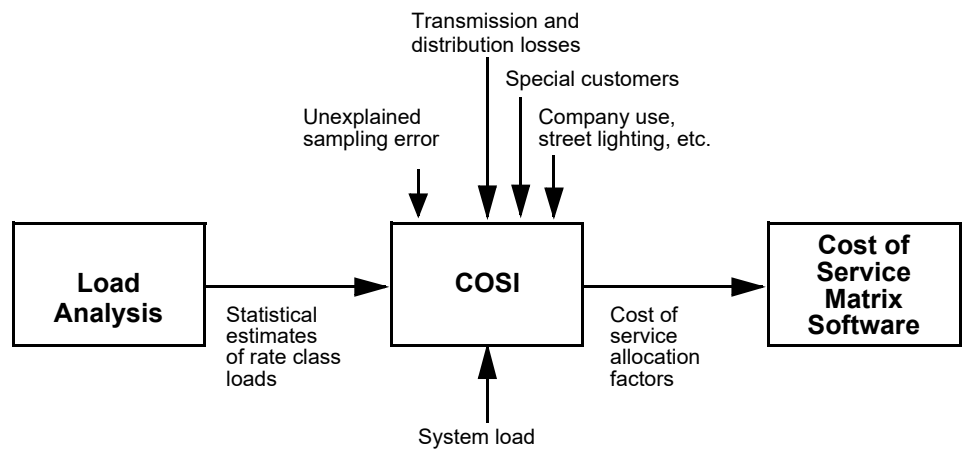 Transmission and
distribution losses
Special customers
Unexplained
sampling error
Company use,
street lighting, etc.
Load
Analysis
COSI
Cost of
Service
Matrix
Software
Statistical
estimates
of rate class
loads
Cost of
service
allocation
factors
System load